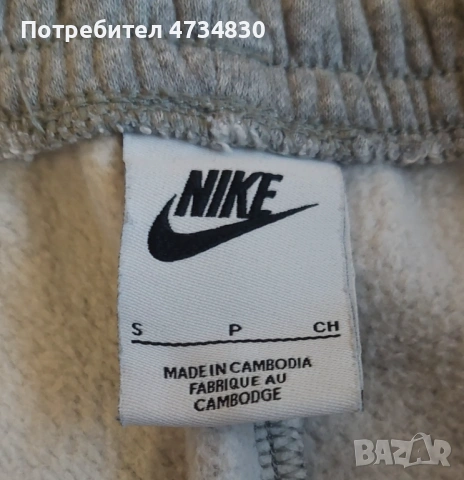 Потребител 4734830
NIKE
S P CH
MADE IN CAMBODIA
FABRIQUE AU
CAMBODGE
BAZAR